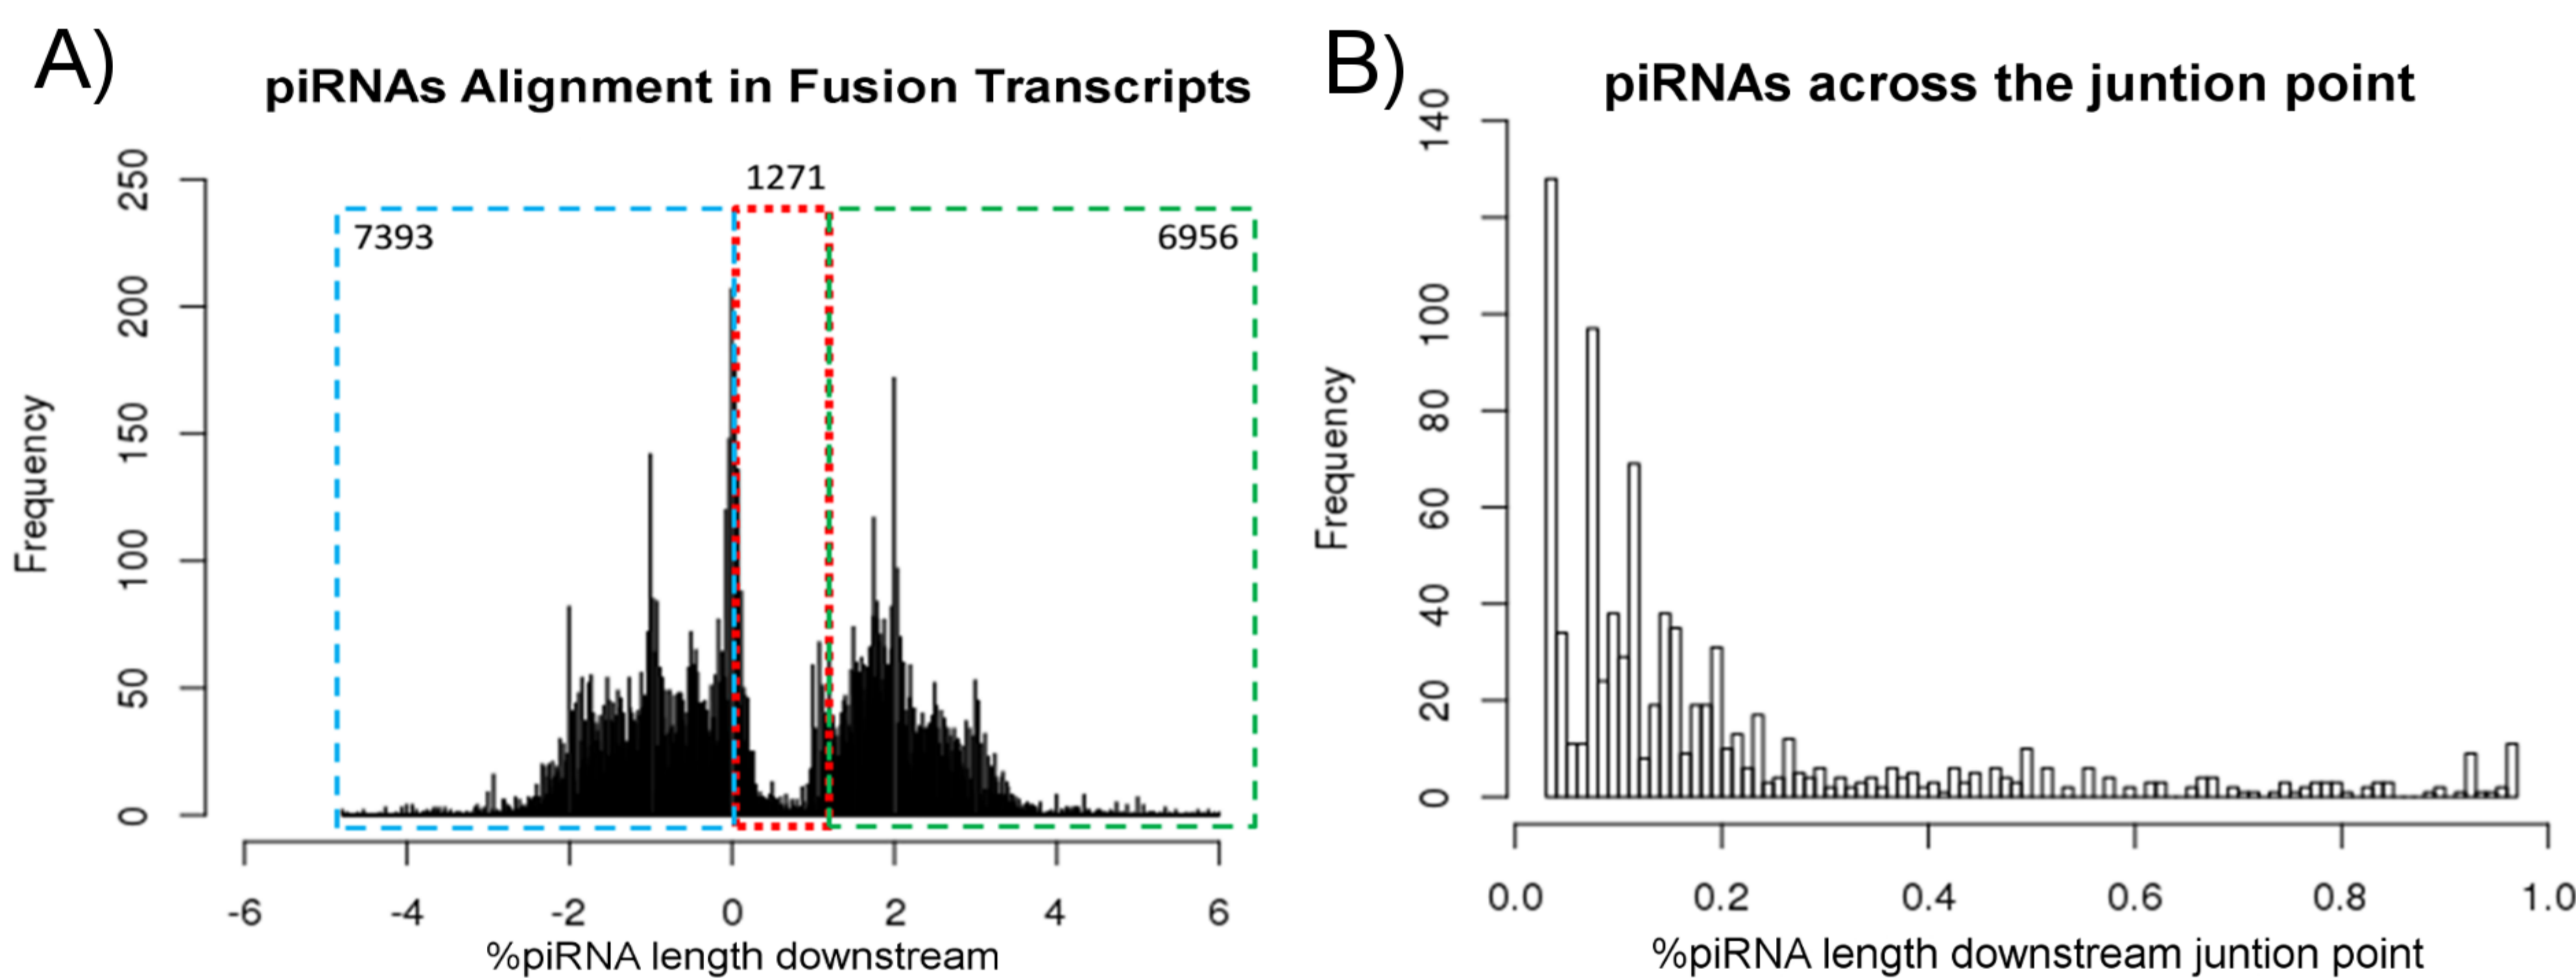 A)
piRNAs Alignment in Fusion Transcripts
1271
7393
6956
250
200
150
100
50
0
Frequency
-6 -4 -2 0 2 4 6
%piRNA length downstream
B)
piRNAs across the juntion point
140
100
80
60
40
20
0
Frequency
0.0 0.2 0.4 0.6 0.8 1.0
%piRNA length downstream juntion point